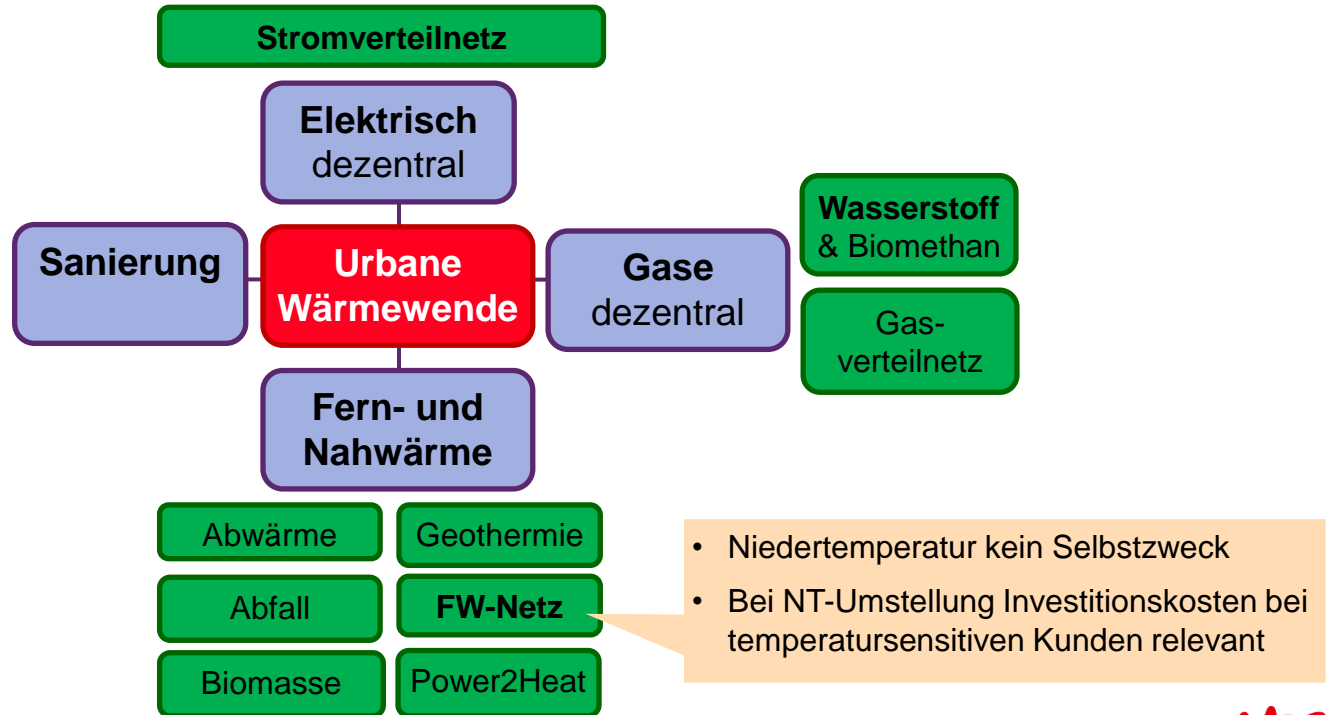 Stromverteilnetz
Elektrisch
dezentral
Sanierung
Urbane
Wärmewende
Gase
dezentral
Wasserstoff
& Biomethan
Gas-
verteilnetz
Fern- und
Nahwärme
Abwärme
Geothermie
Abfall
FW-Netz
Biomasse
Power2Heat
• Niedertemperatur kein Selbstzweck
• Bei NT-Umstellung Investitionskosten bei
temperatursensitiven Kunden relevant